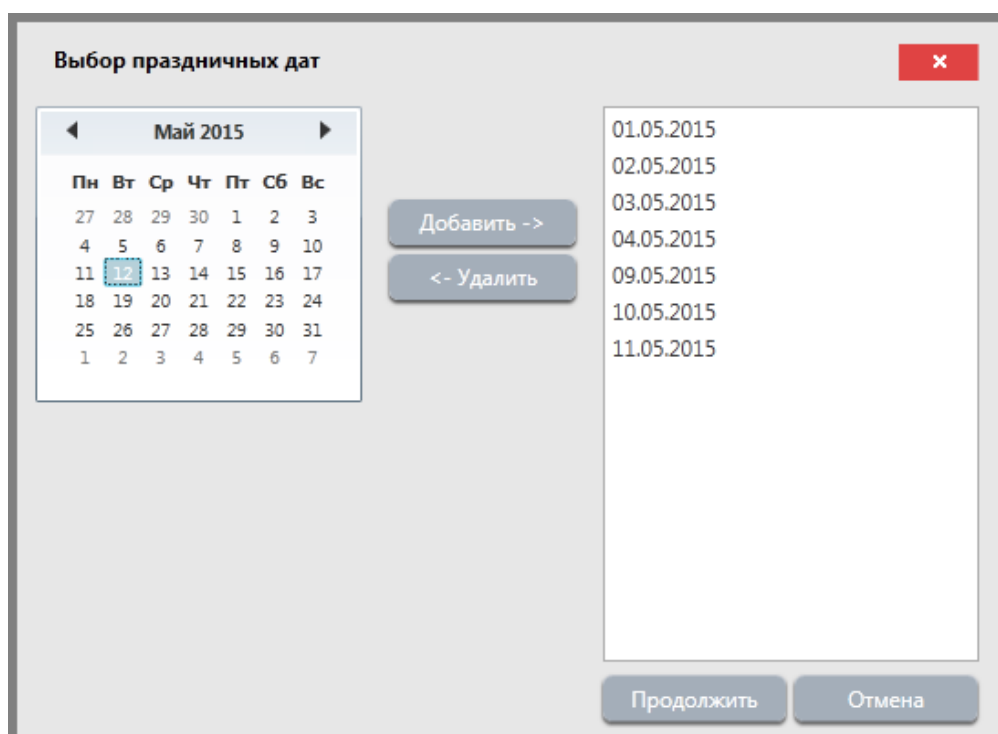 Выбор праздничных дат
Май 2015
Пн Вт Ср Чт Пт Сб Вс
27 28 29 30 1 2 3
4 5 6 7 8 9 10
11 12 13 14 15 16 17
18 19 20 21 22 23 24
25 26 27 28 29 30 31
1 2 3 4 5 6 7
Добавить ->
<- Удалить
01.05.2015
02.05.2015
03.05.2015
04.05.2015
09.05.2015
10.05.2015
11.05.2015
Продолжить
Отмена